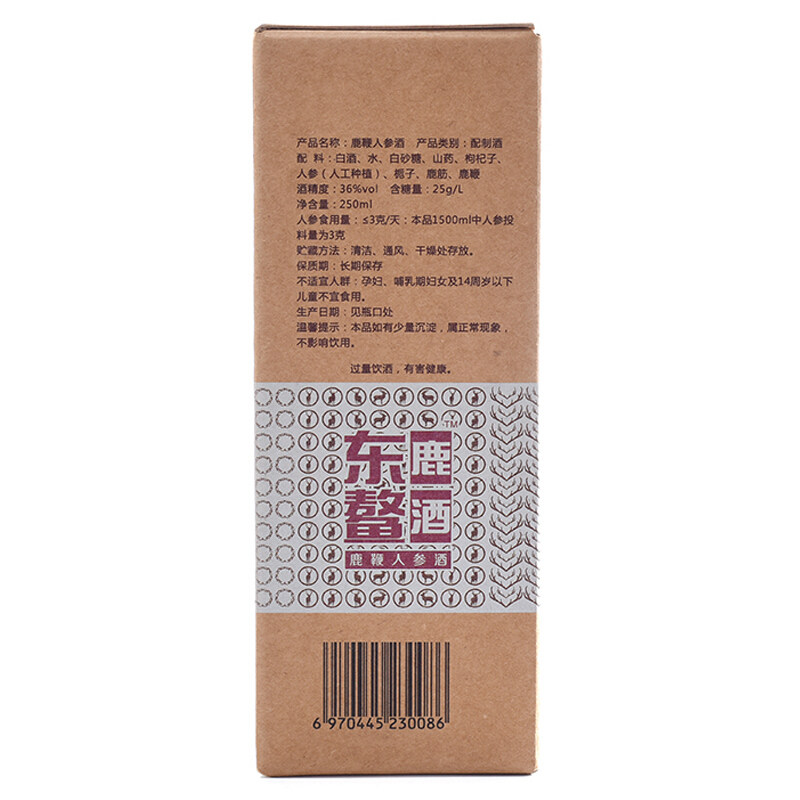 产品名称：鹿鞭人参酒　产品类别：配制酒
配 料：白酒、水、白砂糖、山药、枸杞子、
人参（人工种植）、栀子、鹿筋、鹿鞭
酒精度：36%vol　含糖量：25g/L
净含量：250ml
人参食用量：≤3克/天；本品1500ml中人参投
料量为3克
贮藏方法：清洁、通风、干燥处存放。
保质期：长期保存
不适宜人群：孕妇、哺乳期妇女及14周岁以下
儿童不宜食用。
生产日期：见瓶口处
温馨提示：本品如有少量沉淀，属正常现象，
不影响饮用。
过量饮酒，有害健康。
TM
东鳌
鹿酒
鹿鞭人参酒
6 970445 230086